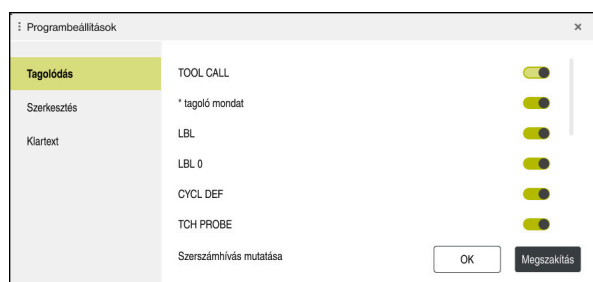 Programbeállítások
Tagolódás
Szerkesztés
Klartext
TOOL CALL
* tagoló mondat
LBL
LBL 0
CYCL DEF
TCH PROBE
Szerszámhívás mutatása
OK
Megszakítás